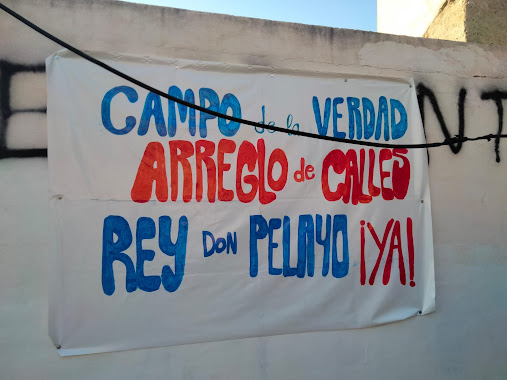 CAMPO de la VERDAD
ARREGLO de CALLES
REY DON PELAYO ¡YA!